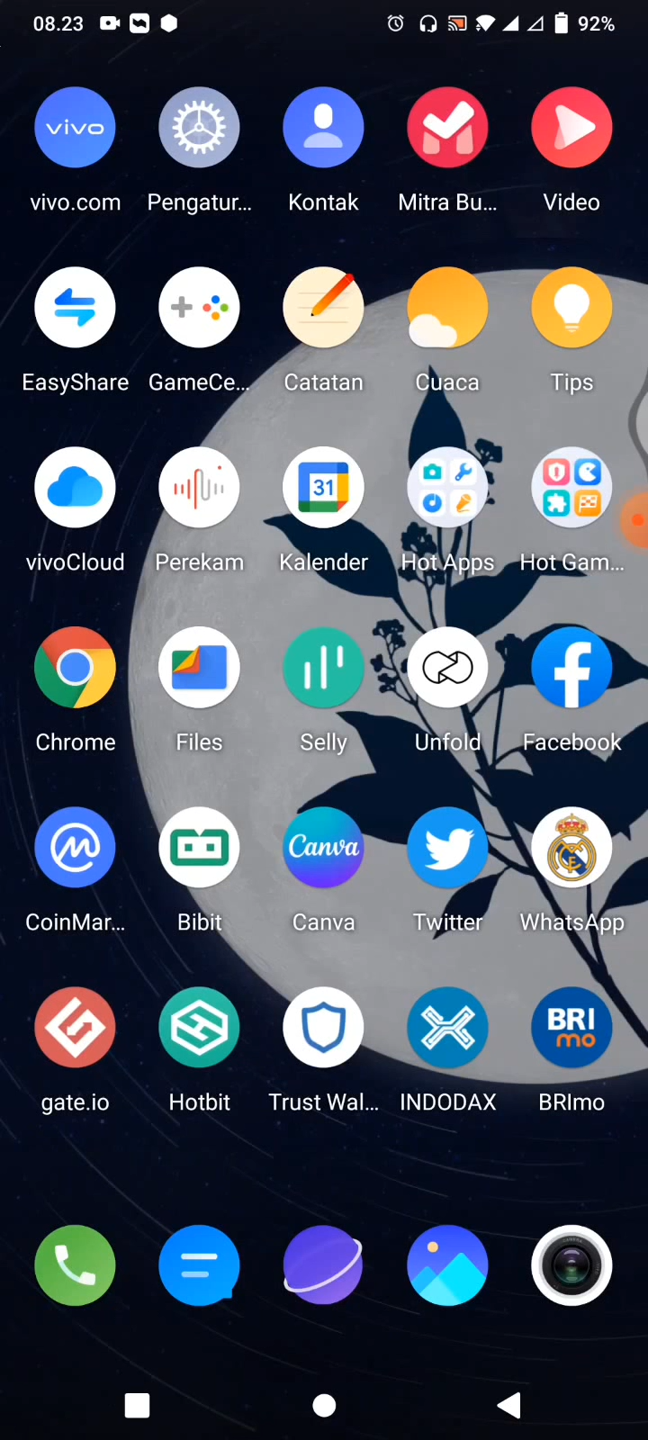 08.23 92%
vivo
vivo.com Pengatur... Kontak Mitra Bu... Video
EasyShare GameCe... Catatan Cuaca Tips
31
vivoCloud Perekam Kalender Hot Apps Hot Gam...
Chrome Files Selly Unfold Facebook
Canva
CoinMar... Bibit Canva Twitter WhatsApp
BRI
mo
gate.io Hotbit Trust Wal... INDODAX BRImo